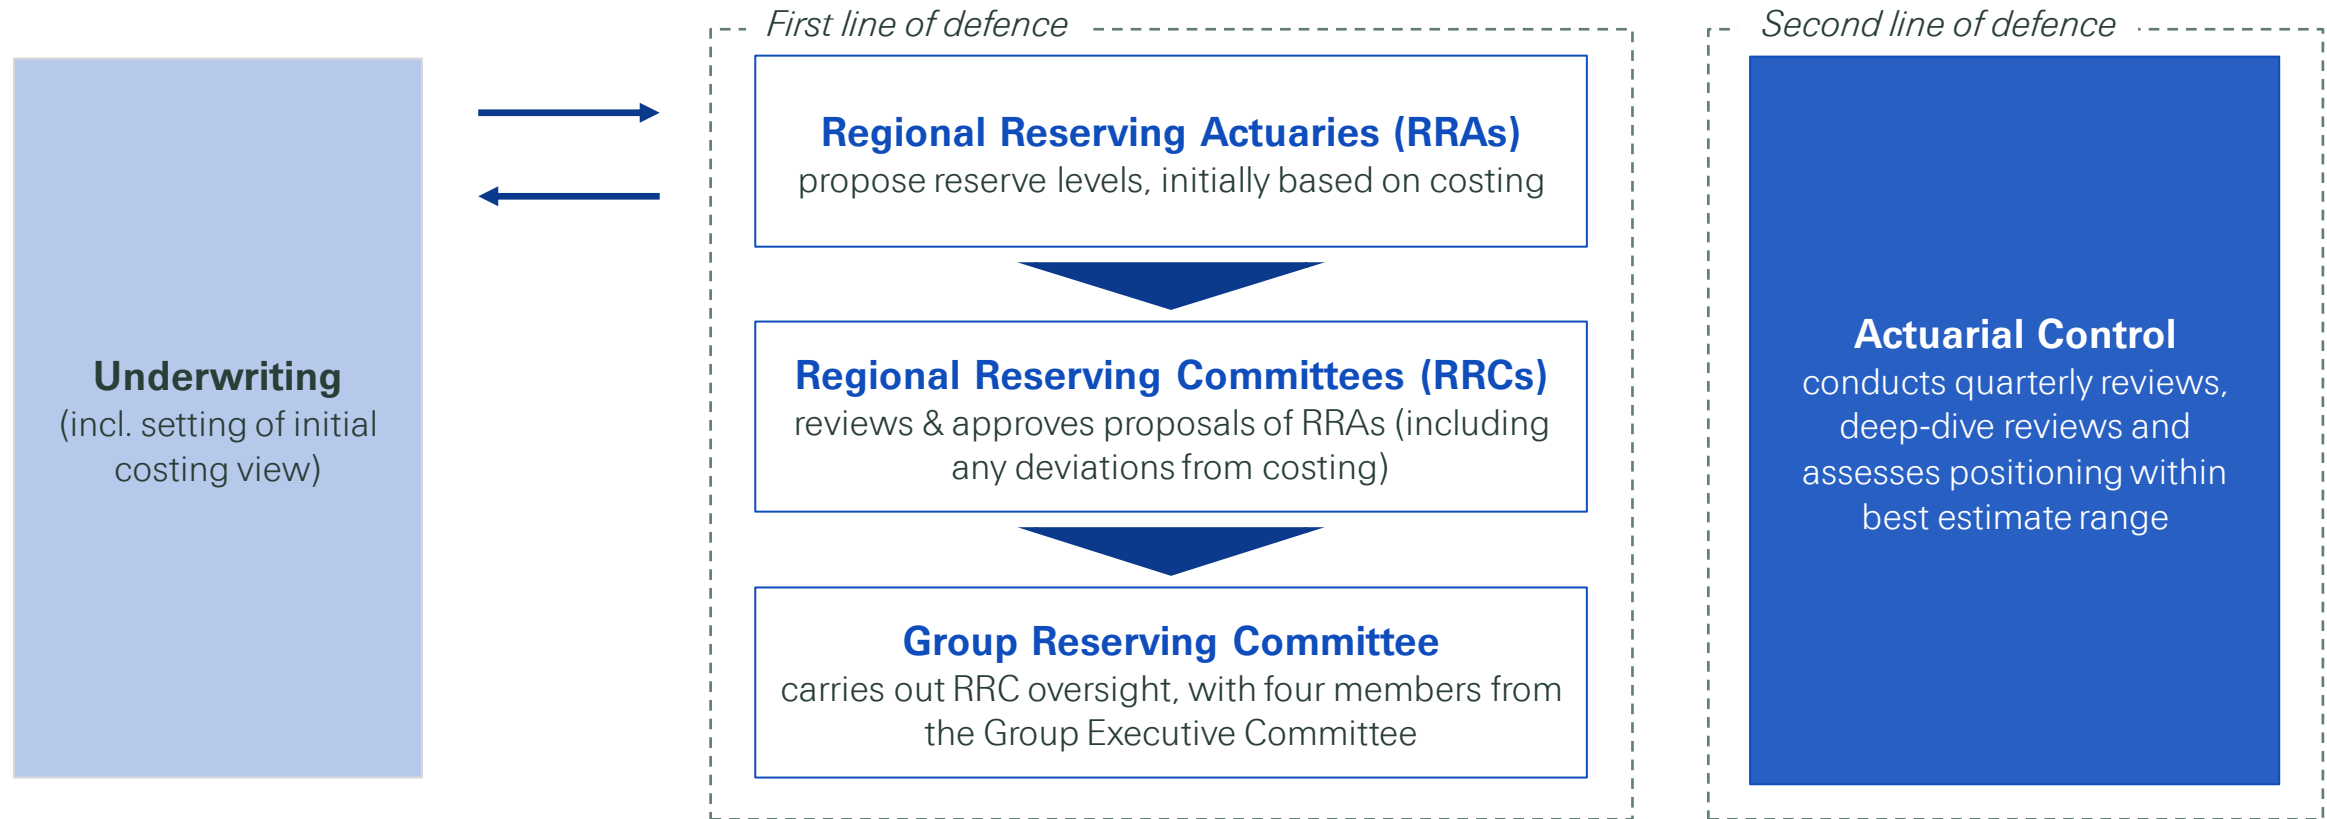 First line of defence
Second line of defence
Underwriting
(incl. setting of initial
costing view)
Regional Reserving Actuaries (RRAs)
propose reserve levels, initially based on costing
Regional Reserving Committees (RRCs)
reviews & approves proposals of RRAs (including
any deviations from costing)
Group Reserving Committee
carries out RRC oversight, with four members from
the Group Executive Committee
Actuarial Control
conducts quarterly reviews,
deep-dive reviews and
assesses positioning within
best estimate range